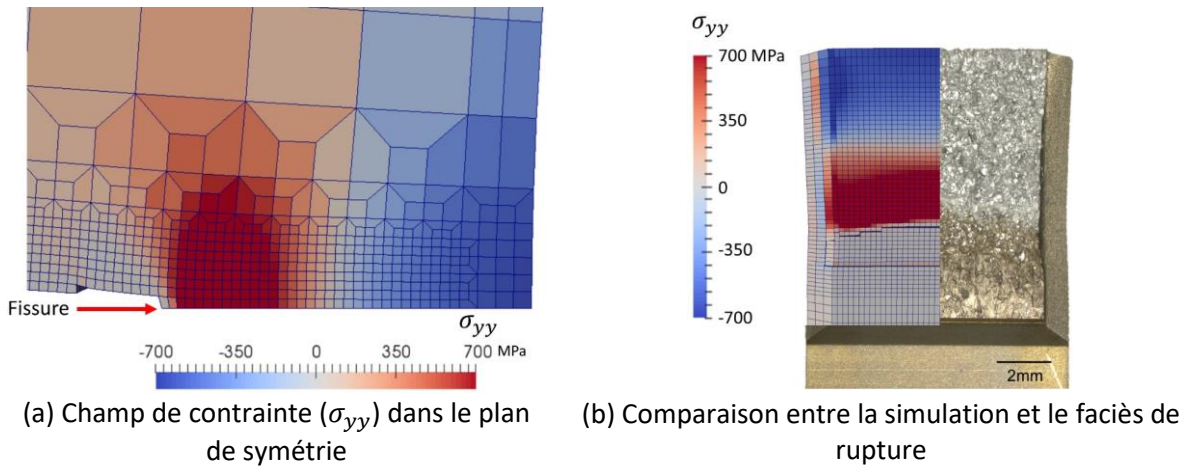 Fissure
σyy
-700 -350 0 350 700 MPa
(a) Champ de contrainte (σyy) dans le plan
de symétrie
σyy
700 MPa
350
0
-350
-700
2mm
(b) Comparaison entre la simulation et le faciès de
rupture